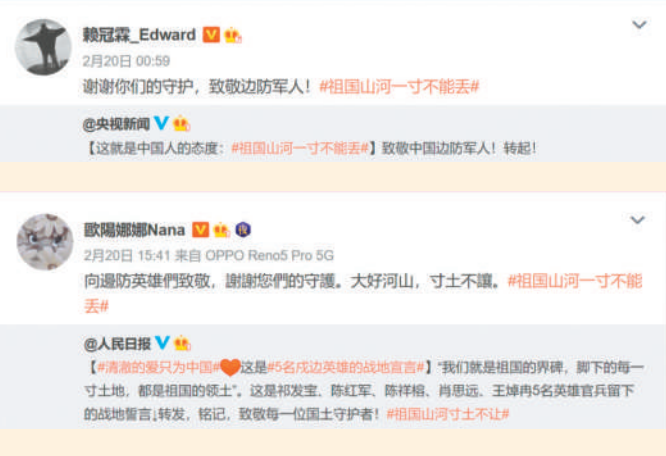 赖冠霖_Edward
2月20日 00:59
谢谢你们的守护，致敬边防军人！#祖国山河一寸不能丢#
@央视新闻
【这就是中国人的态度：#祖国山河一寸不能丢#】致敬中国边防军人！转起！
歐陽娜娜Nana
2月20日 15:41 来自 OPPO Reno5 Pro 5G
向邊防英雄們致敬，謝謝您們的守護。大好河山，寸土不讓。#祖国山河一寸不能
丢#
@人民日报
【#清澈的爱只为中国#❤这是#5名戍边英雄的战地宣言#】“我们就是祖国的界碑，脚下的每一
寸土地，都是祖国的领土”。这是祁发宝、陈红军、陈祥榕、肖思远、王焯冉5名英雄官兵留下
的战地誓言↓转发，铭记，致敬每一位国土守护者！#祖国山河寸土不让#